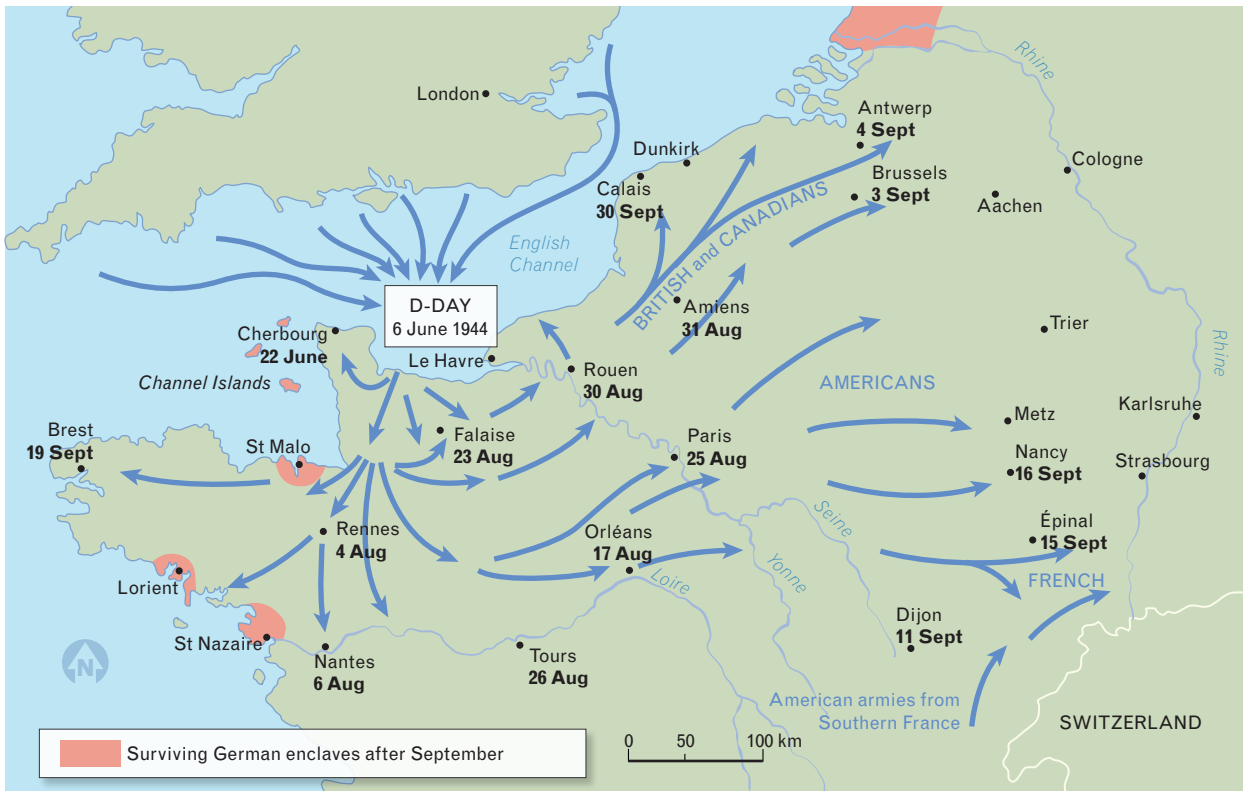 Rhine
London
Antwerp
4 Sept
Dunkirk
Cologne
Calais
30 Sept
Brussels
3 Sept
Aachen
English
Channel
BRITISH and CANADIANS
D-DAY
6 June 1944
Amiens
31 Aug
Cherbourg
22 June
Le Havre
Trier
Rhine
Channel Islands
Rouen
30 Aug
AMERICANS
Karlsruhe
Metz
Brest
19 Sept
St Malo
Falaise
23 Aug
Paris
25 Aug
Nancy
16 Sept
Strasbourg
Seine
Rennes
4 Aug
Orléans
17 Aug
Épinal
15 Sept
Yonne
Loire
FRENCH
Lorient
Dijon
11 Sept
St Nazaire
N
Nantes
6 Aug
Tours
26 Aug
American armies from
Southern France
SWITZERLAND
Surviving German enclaves after September
0 50 100 km